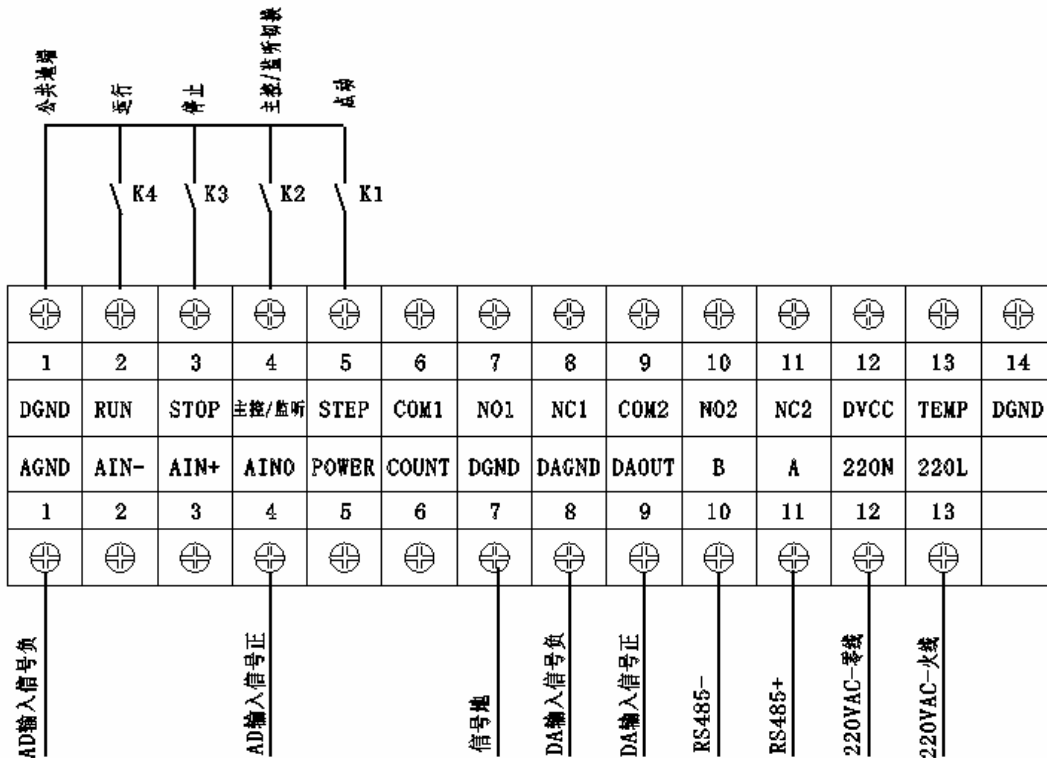 公共地端
运行
停止
主控/监听切换
点动
K4 K3 K2 K1
1 2 3 4 5 6 7 8 9 10 11 12 13 14
DGND RUN STOP 主控/监听 STEP COM1 NO1 NC1 COM2 NO2 NC2 DVCC TEMP DGND
AGND AIN- AIN+ AIN0 POWER COUNT DGND DAGND DAOUT B A 220N 220L
1 2 3 4 5 6 7 8 9 10 11 12 13
AD输入信号负
AD输入信号正
信号地
DA输入信号负
DA输入信号正
RS485-
RS485+
220VAC-零线
220VAC-火线